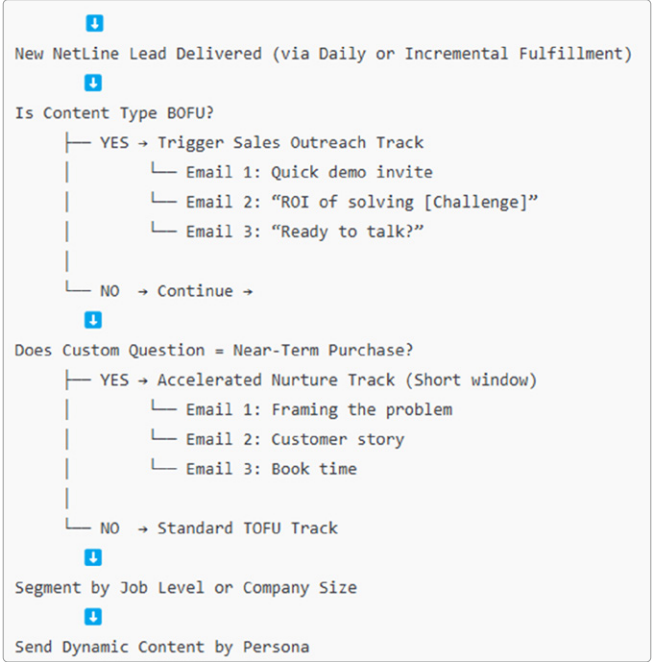 ⬇️
New NetLine Lead Delivered (via Daily or Incremental Fulfillment)
⬇️
Is Content Type BOFU?
├── YES → Trigger Sales Outreach Track
│ └── Email 1: Quick demo invite
│ └── Email 2: “ROI of solving [Challenge]”
│ └── Email 3: “Ready to talk?”
│
└── NO → Continue →
⬇️
Does Custom Question = Near-Term Purchase?
├── YES → Accelerated Nurture Track (Short window)
│ └── Email 1: Framing the problem
│ └── Email 2: Customer story
│ └── Email 3: Book time
│
└── NO → Standard TOFU Track
⬇️
Segment by Job Level or Company Size
⬇️
Send Dynamic Content by Persona